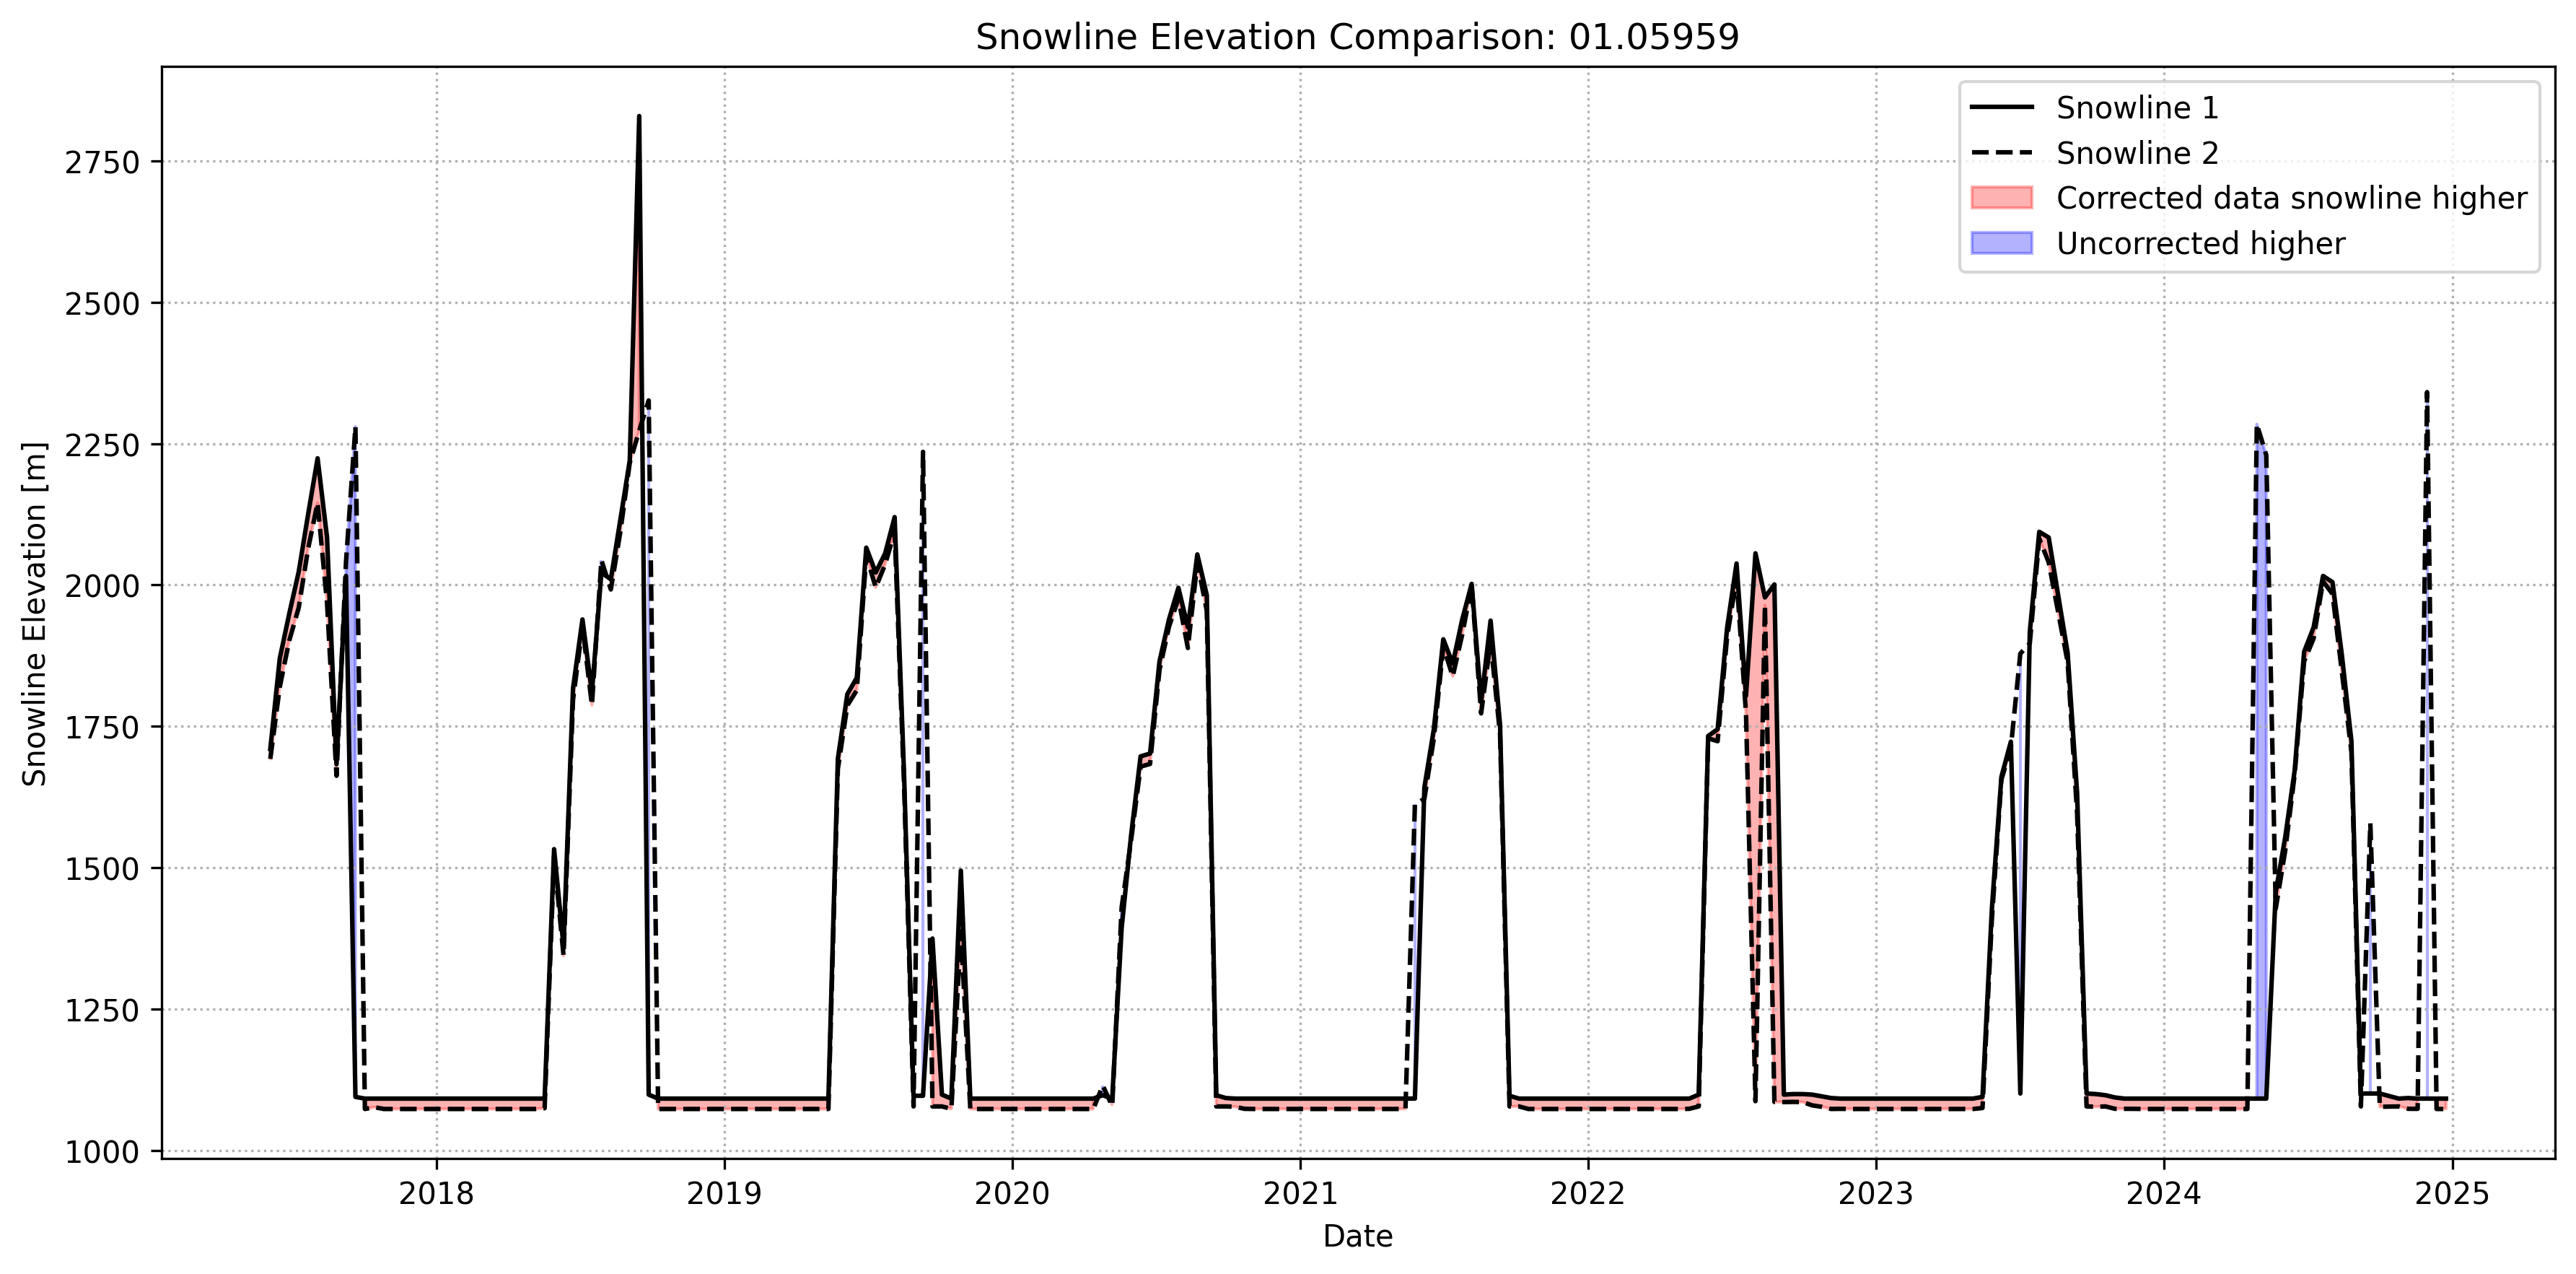 Snowline Elevation Comparison: 01.05959
Snowline 1
Snowline 2
Corrected data snowline higher
Uncorrected higher
Snowline Elevation [m]
2750
2500
2250
2000
1750
1500
1250
1000
2018 2019 2020 2021 2022 2023 2024 2025
Date